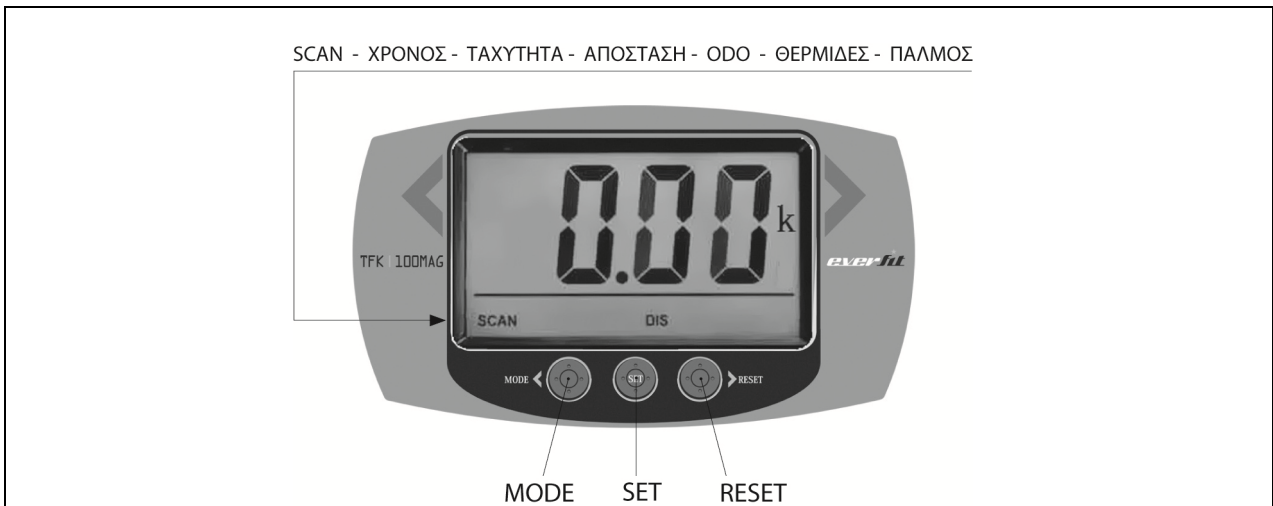 SCAN - ΧΡΟΝΟΣ - ΤΑΧΥΤΗΤΑ - ΑΠΟΣΤΑΣΗ - ODO - ΘΕΡΜΙΔΕΣ - ΠΑΛΜΟΣ
0.00 k
TFK 100MAG
everfit
SCAN DIS
MODE SET RESET
MODE SET RESET